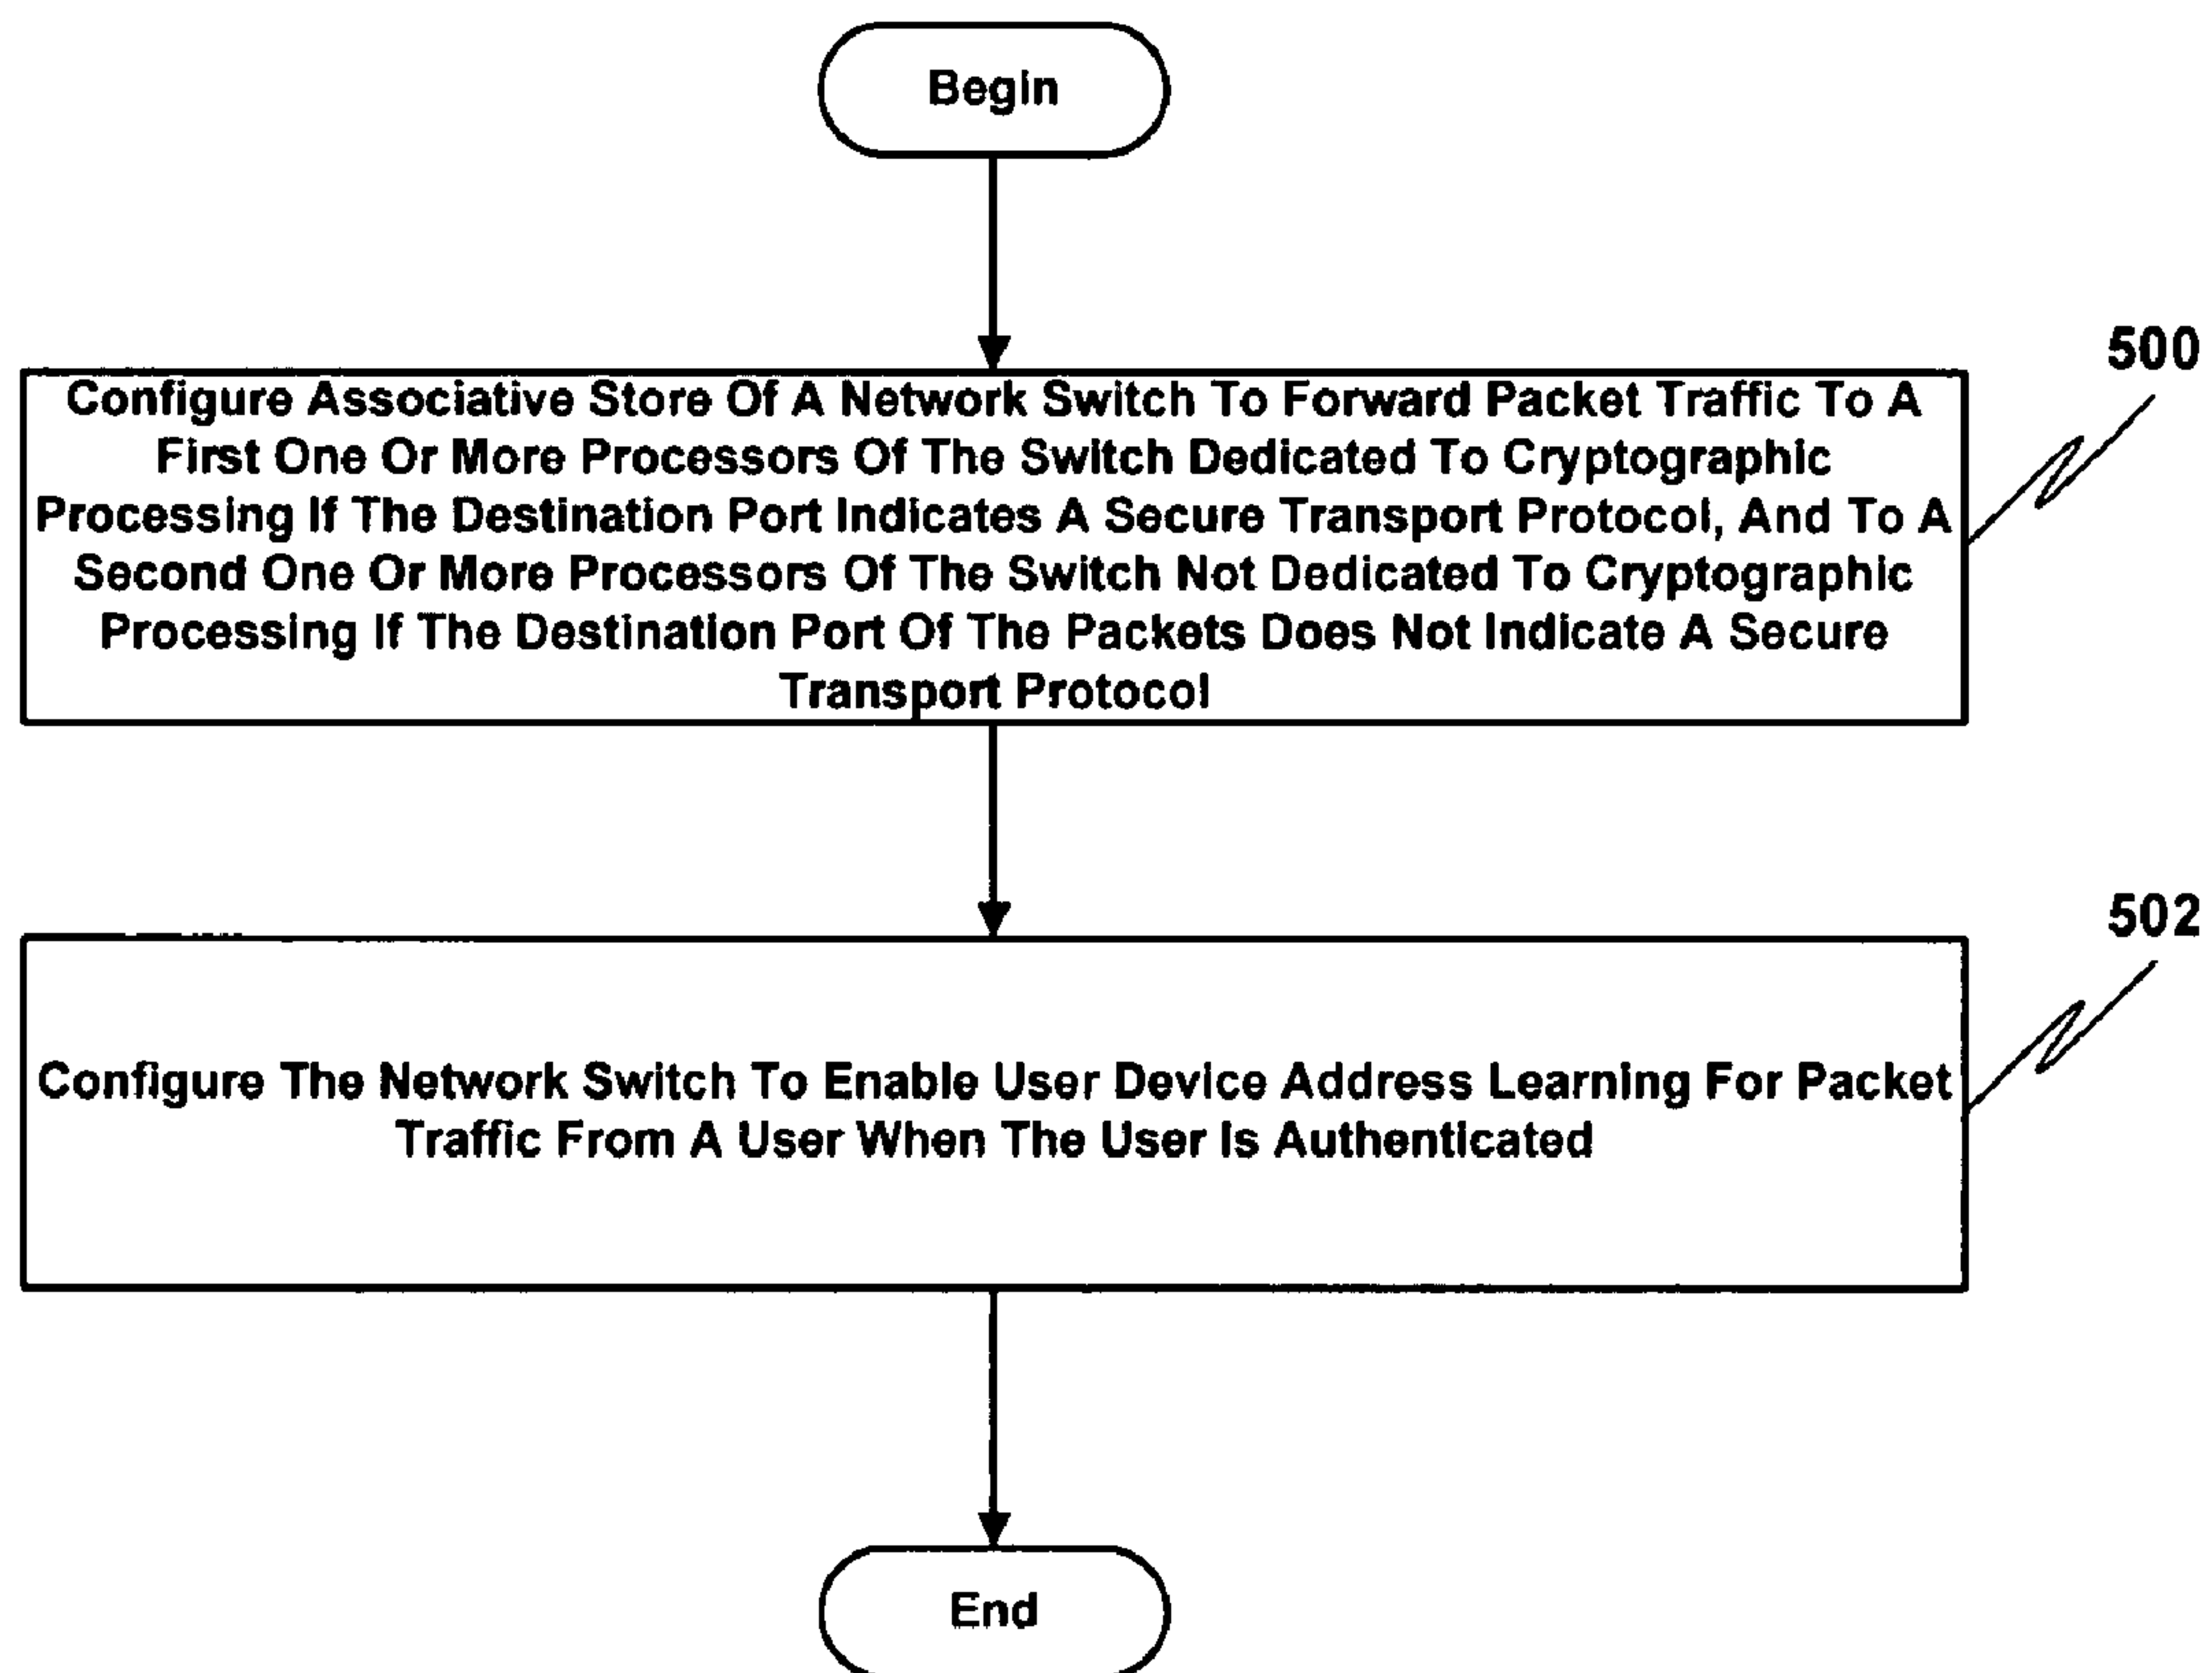 Begin
500
Configure Associative Store Of A Network Switch To Forward Packet Traffic To A
First One Or More Processors Of The Switch Dedicated To Cryptographic
Processing If The Destination Port Indicates A Secure Transport Protocol, And To A
Second One Or More Processors Of The Switch Not Dedicated To Cryptographic
Processing If The Destination Port Of The Packets Does Not Indicate A Secure
Transport Protocol
502
Configure The Network Switch To Enable User Device Address Learning For Packet
Traffic From A User When The User Is Authenticated
End